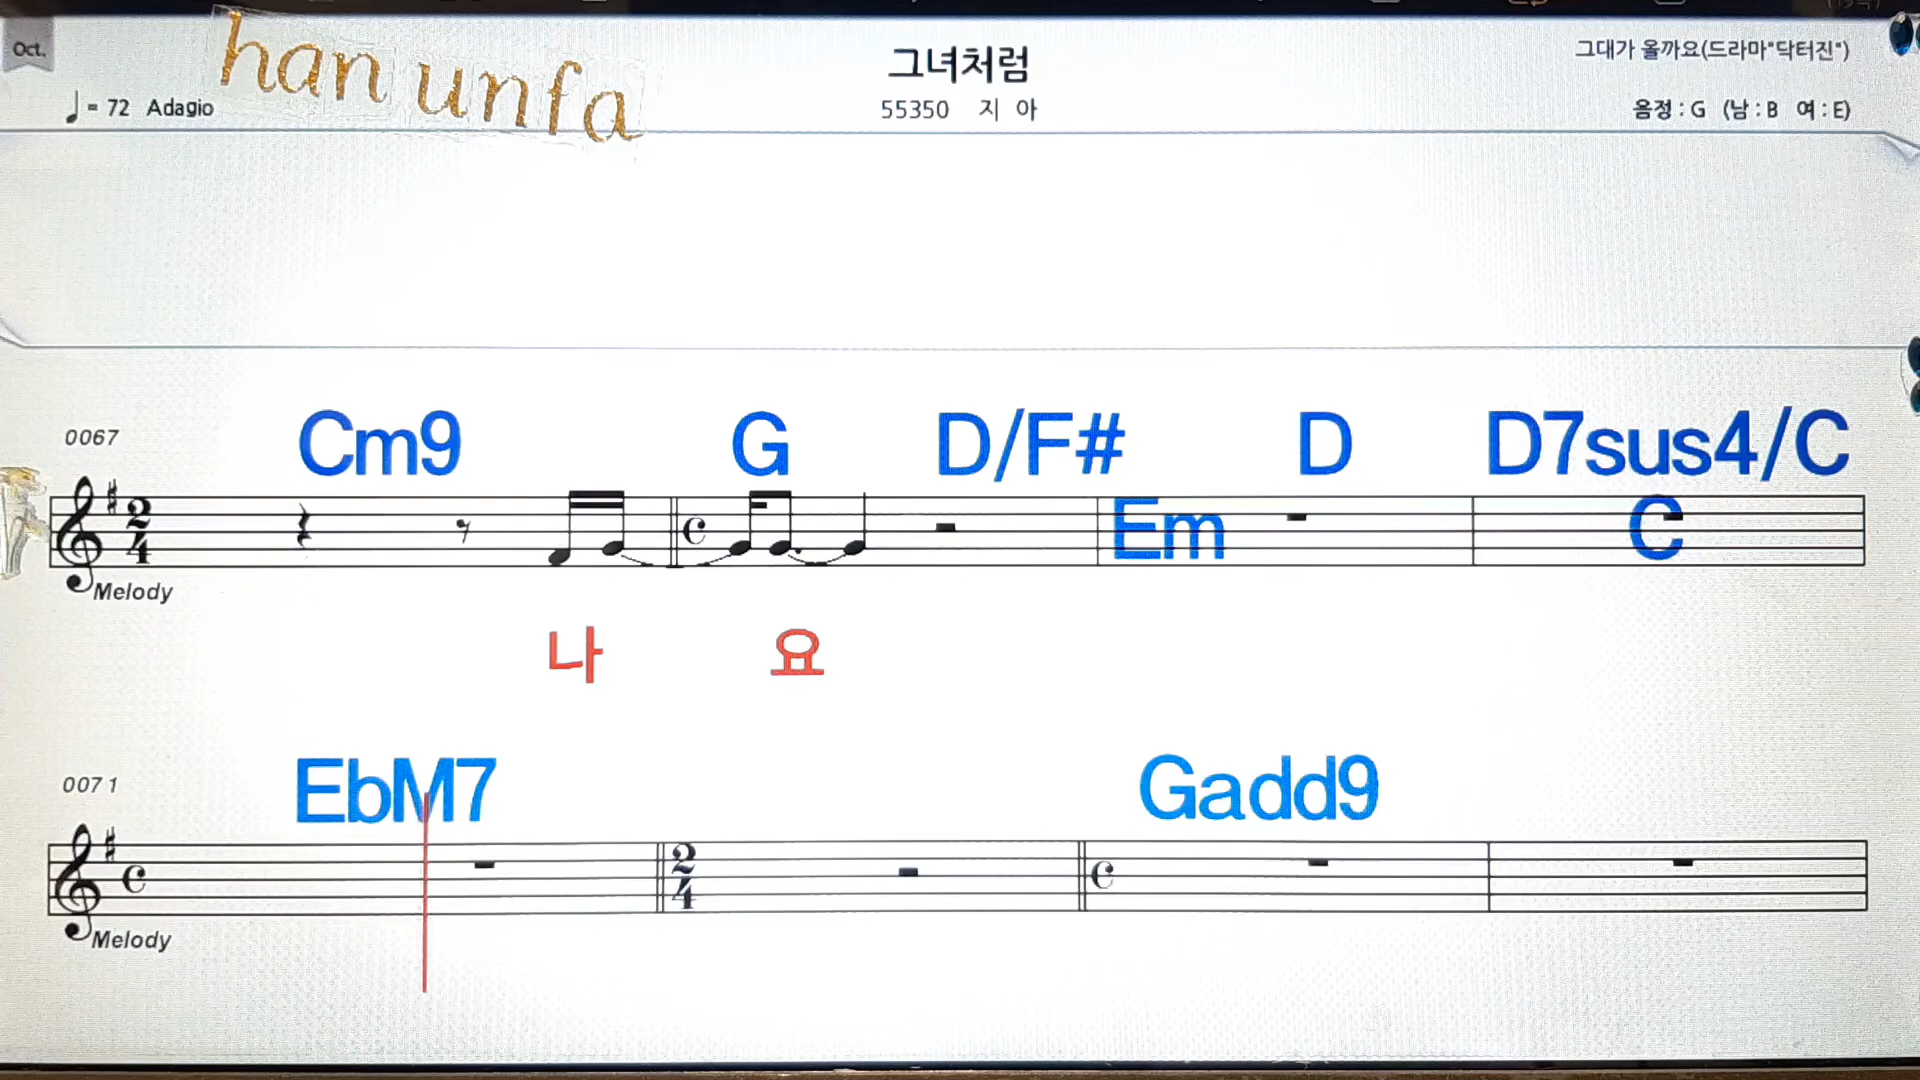 Oct.
han unfa
그녀처럼
그대가 올까요(드라마"닥터진")
♩= 72 Adagio
55350 지 아
음정 : G (남 : B 여 : E)
0067
Cm9 G D/F# D D7sus4/C
2/4
Em C
Melody
나 요
0071
EbM7 Gadd9
2/4
Melody